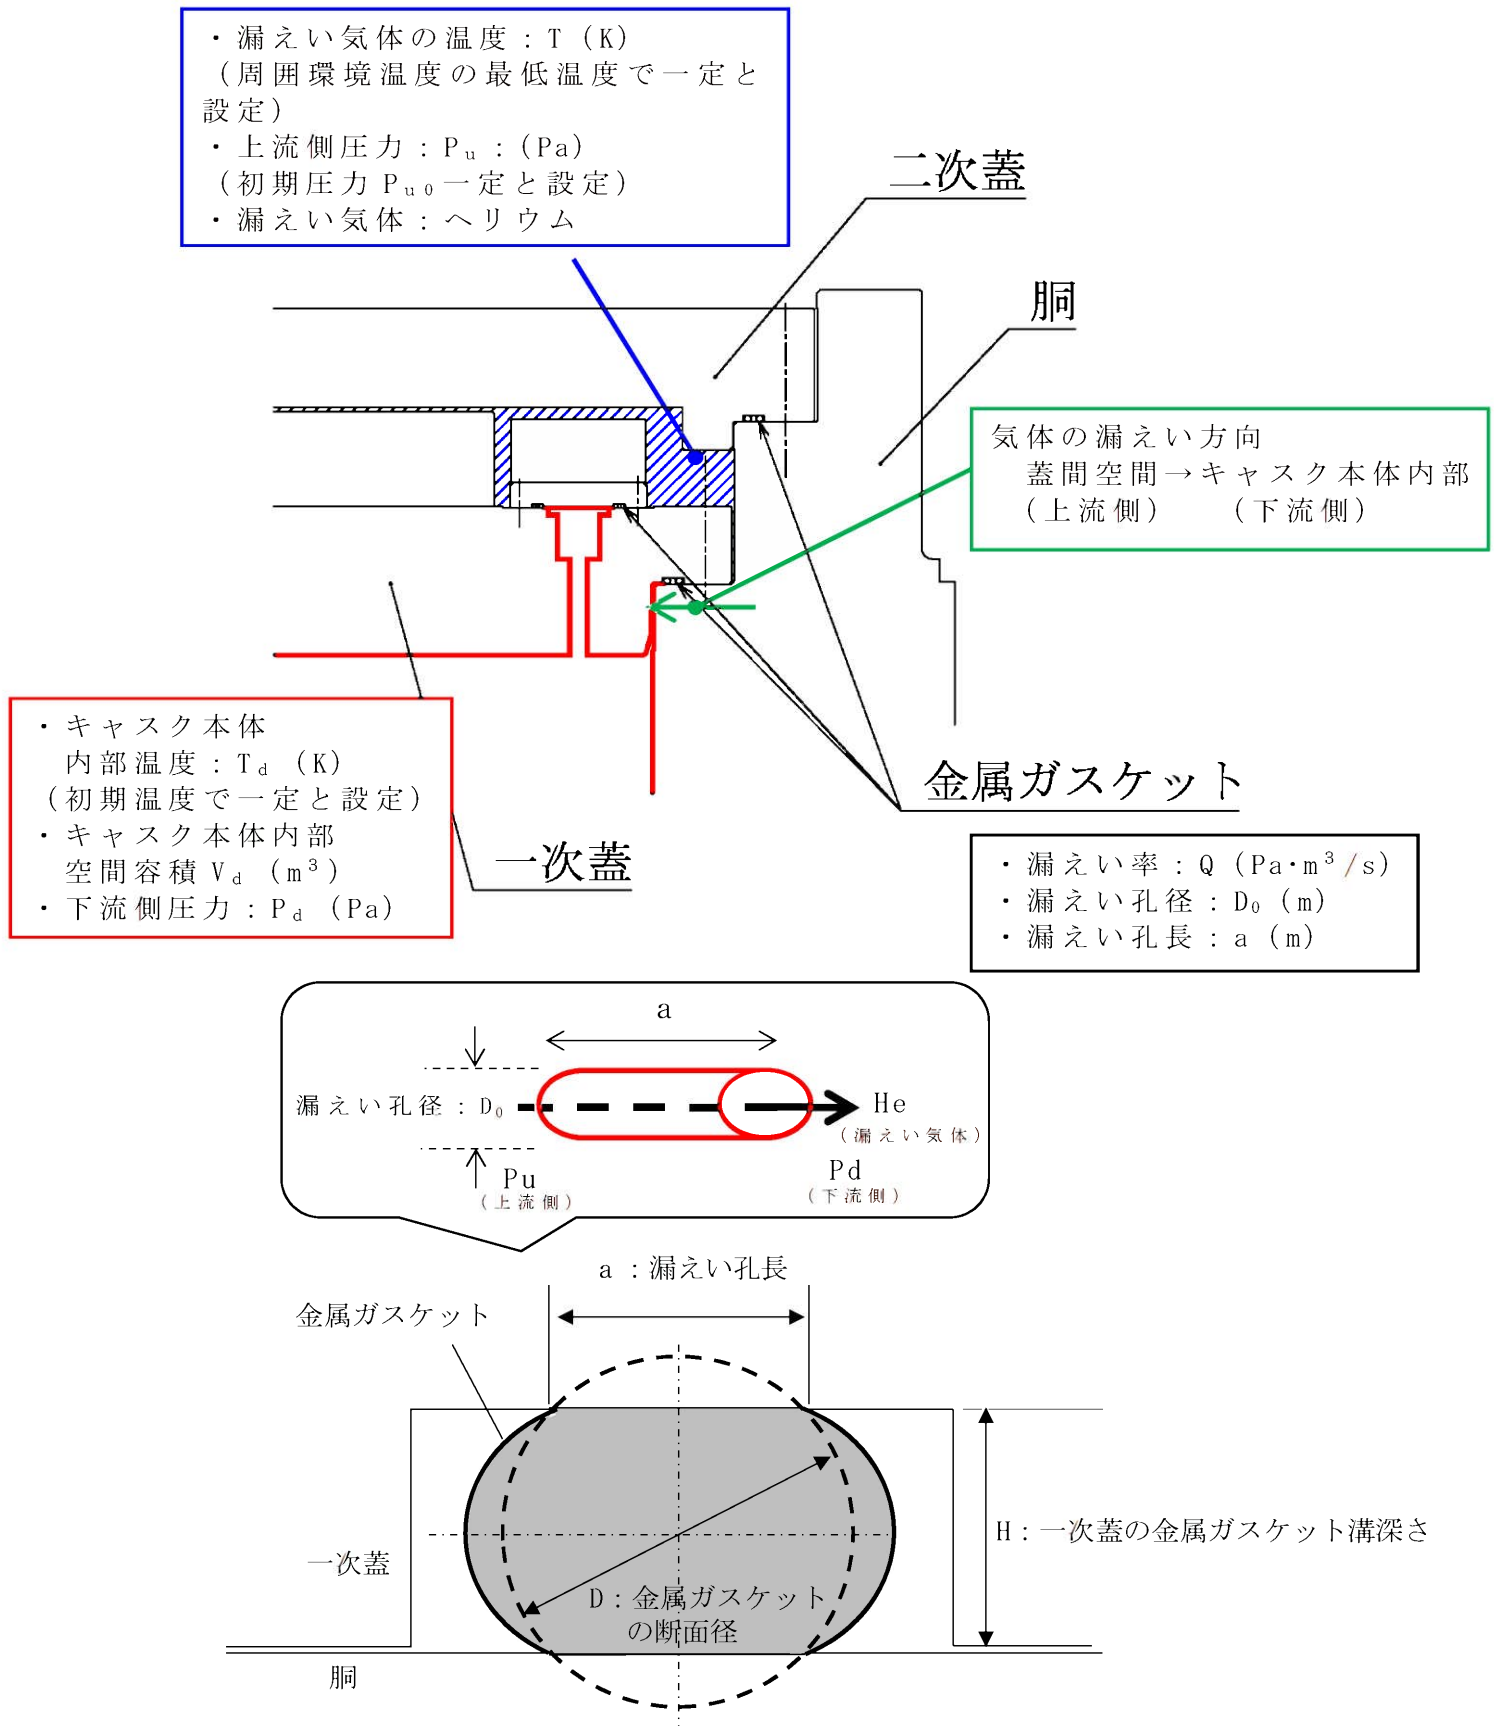 ・漏えい気体の温度：T (K)
(周囲環境温度の最低温度で一定と
設定)
・上流側圧力：Pu：(Pa)
(初期圧力Pu0一定と設定)
・漏えい気体：ヘリウム
二次蓋
胴
気体の漏えい方向
蓋間空間→キャスク本体内部
(上流側)　　(下流側)
・キャスク本体
内部温度：Td (K)
(初期温度で一定と設定)
・キャスク本体内部
空間容積Vd (m³)
・下流側圧力：Pd (Pa)
一次蓋
金属ガスケット
・漏えい率：Q (Pa·m³/s)
・漏えい孔径：D₀ (m)
・漏えい孔長：a (m)
a
漏えい孔径：D₀
He
(漏えい気体)
Pu
(上流側)
Pd
(下流側)
a：漏えい孔長
金属ガスケット
H：一次蓋の金属ガスケット溝深さ
一次蓋
D：金属ガスケット
の断面径
胴